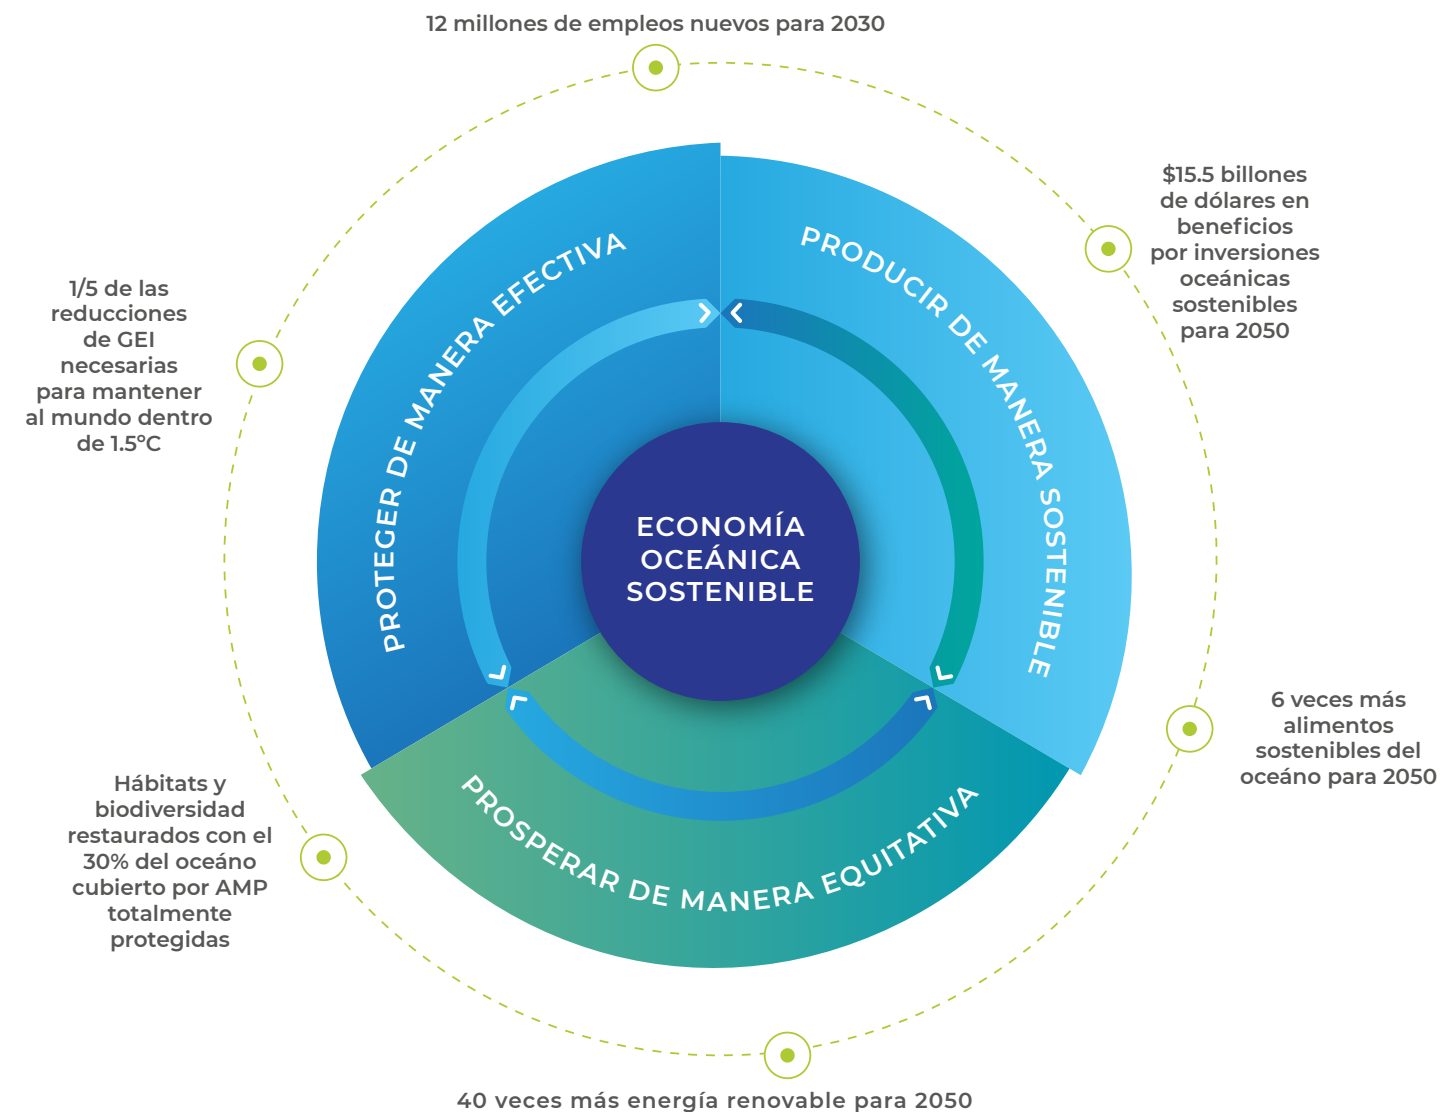 12 millones de empleos nuevos para 2030
$15.5 billones
de dólares en
beneficios
por inversiones
oceánicas
sostenibles
para 2050
1/5 de las
reducciones
de GEI
necesarias
para mantener
al mundo dentro
de 1.5ºC
PROTEGER DE MANERA EFECTIVA
PRODUCIR DE MANERA SOSTENIBLE
ECONOMÍA
OCEÁNICA
SOSTENIBLE
6 veces más
alimentos
sostenibles del
oceáno para 2050
Hábitats y
biodiversidad
restaurados con el
30% del oceáno
cubierto por AMP
totalmente
protegidas
PROSPERAR DE MANERA EQUITATIVA
40 veces más energía renovable para 2050